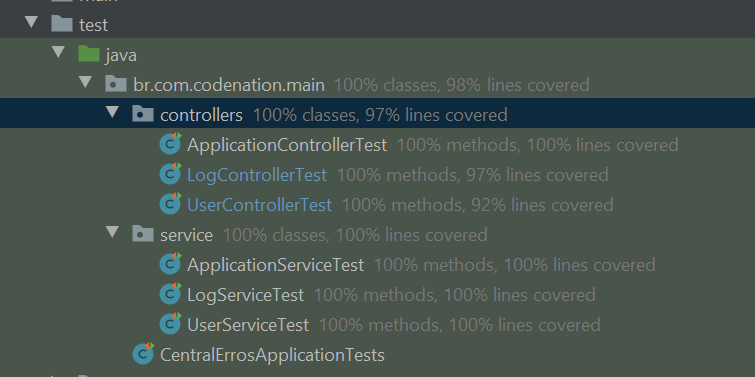 test
java
br.com.codenation.main 100% classes, 98% lines covered
controllers 100% classes, 97% lines covered
ApplicationControllerTest 100% methods, 100% lines covered
LogControllerTest 100% methods, 97% lines covered
UserControllerTest 100% methods, 92% lines covered
service 100% classes, 100% lines covered
ApplicationServiceTest 100% methods, 100% lines covered
LogServiceTest 100% methods, 100% lines covered
UserServiceTest 100% methods, 100% lines covered
CentralErrosApplicationTests